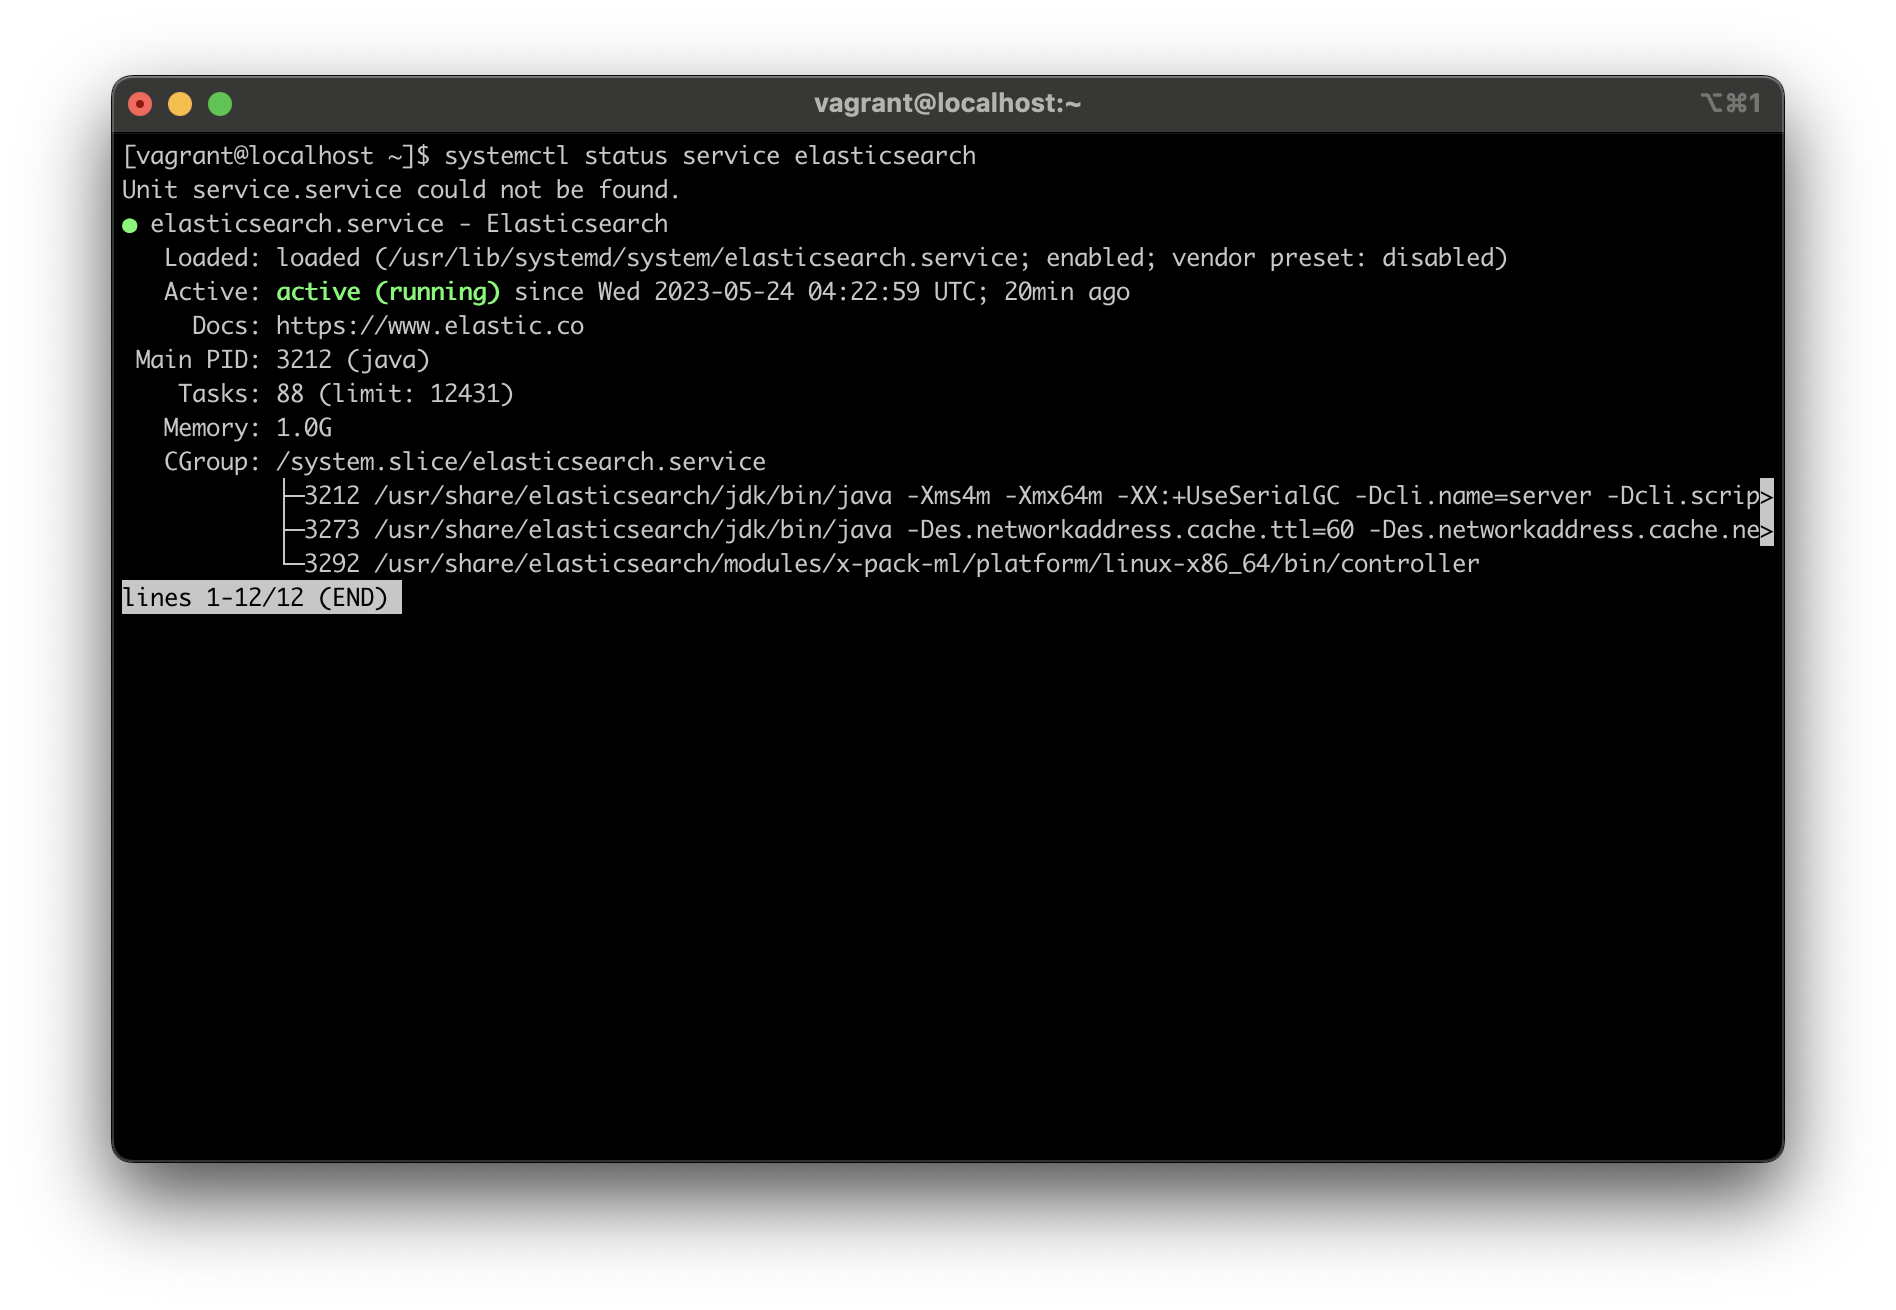 vagrant@localhost:~ ⌥⌘1
[vagrant@localhost ~]$ systemctl status service elasticsearch
Unit service.service could not be found.
● elasticsearch.service - Elasticsearch
   Loaded: loaded (/usr/lib/systemd/system/elasticsearch.service; enabled; vendor preset: disabled)
   Active: active (running) since Wed 2023-05-24 04:22:59 UTC; 20min ago
     Docs: https://www.elastic.co
 Main PID: 3212 (java)
    Tasks: 88 (limit: 12431)
   Memory: 1.0G
   CGroup: /system.slice/elasticsearch.service
           ├─3212 /usr/share/elasticsearch/jdk/bin/java -Xms4m -Xmx64m -XX:+UseSerialGC -Dcli.name=server -Dcli.scrip>
           ├─3273 /usr/share/elasticsearch/jdk/bin/java -Des.networkaddress.cache.ttl=60 -Des.networkaddress.cache.ne>
           └─3292 /usr/share/elasticsearch/modules/x-pack-ml/platform/linux-x86_64/bin/controller
lines 1-12/12 (END)